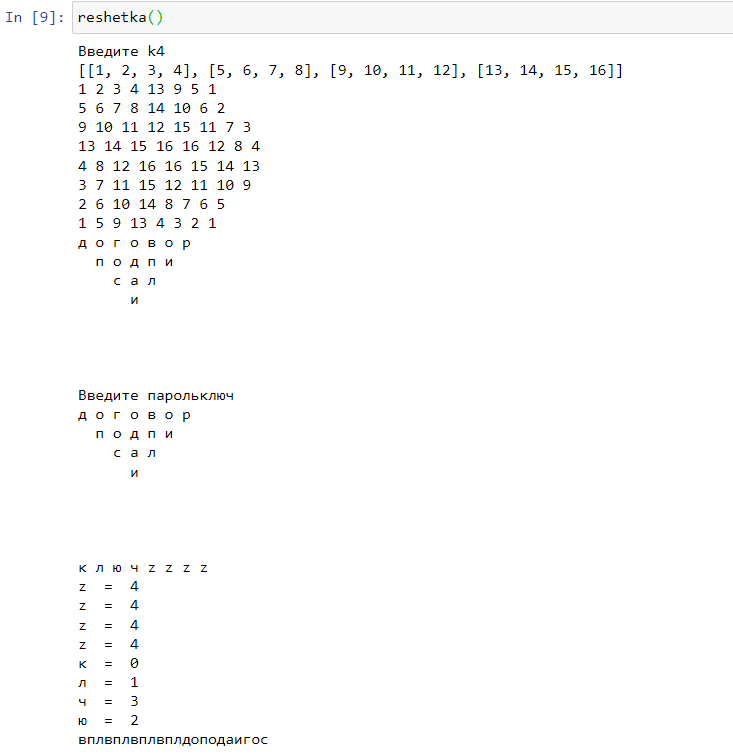 In [9]: reshetka()
Введите k4
[[1, 2, 3, 4], [5, 6, 7, 8], [9, 10, 11, 12], [13, 14, 15, 16]]
1 2 3 4 13 9 5 1
5 6 7 8 14 10 6 2
9 10 11 12 15 11 7 3
13 14 15 16 16 12 8 4
4 8 12 16 16 15 14 13
3 7 11 15 12 11 10 9
2 6 10 14 8 7 6 5
1 5 9 13 4 3 2 1
д о г о в о р
п о д п и
с а л
и
Введите парольключ
д о г о в о р
п о д п и
с а л
и
к л ю ч z z z z
z = 4
z = 4
z = 4
z = 4
к = 0
л = 1
ч = 3
ю = 2
вплвплвплвплдоподаигос